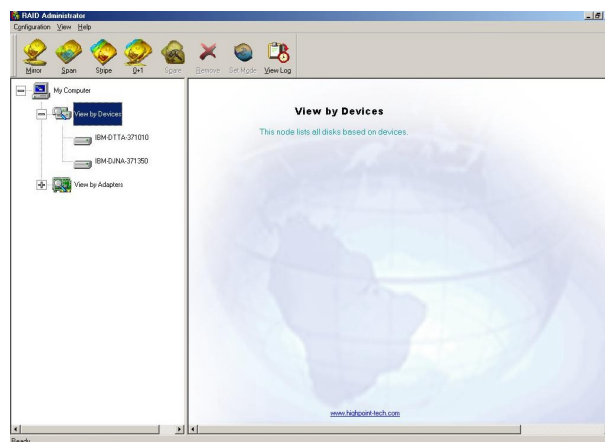 RAID Administrator
Configuration View Help
Mirror Span Stripe 0+1 Spare Remove Set Mode View Log
My Computer
View by Devices
IBM-DTTA-371010
IBM-DJNA-371350
View by Adapters
View by Devices
This node lists all disks based on devices.
www.highpoint-tech.com
Ready